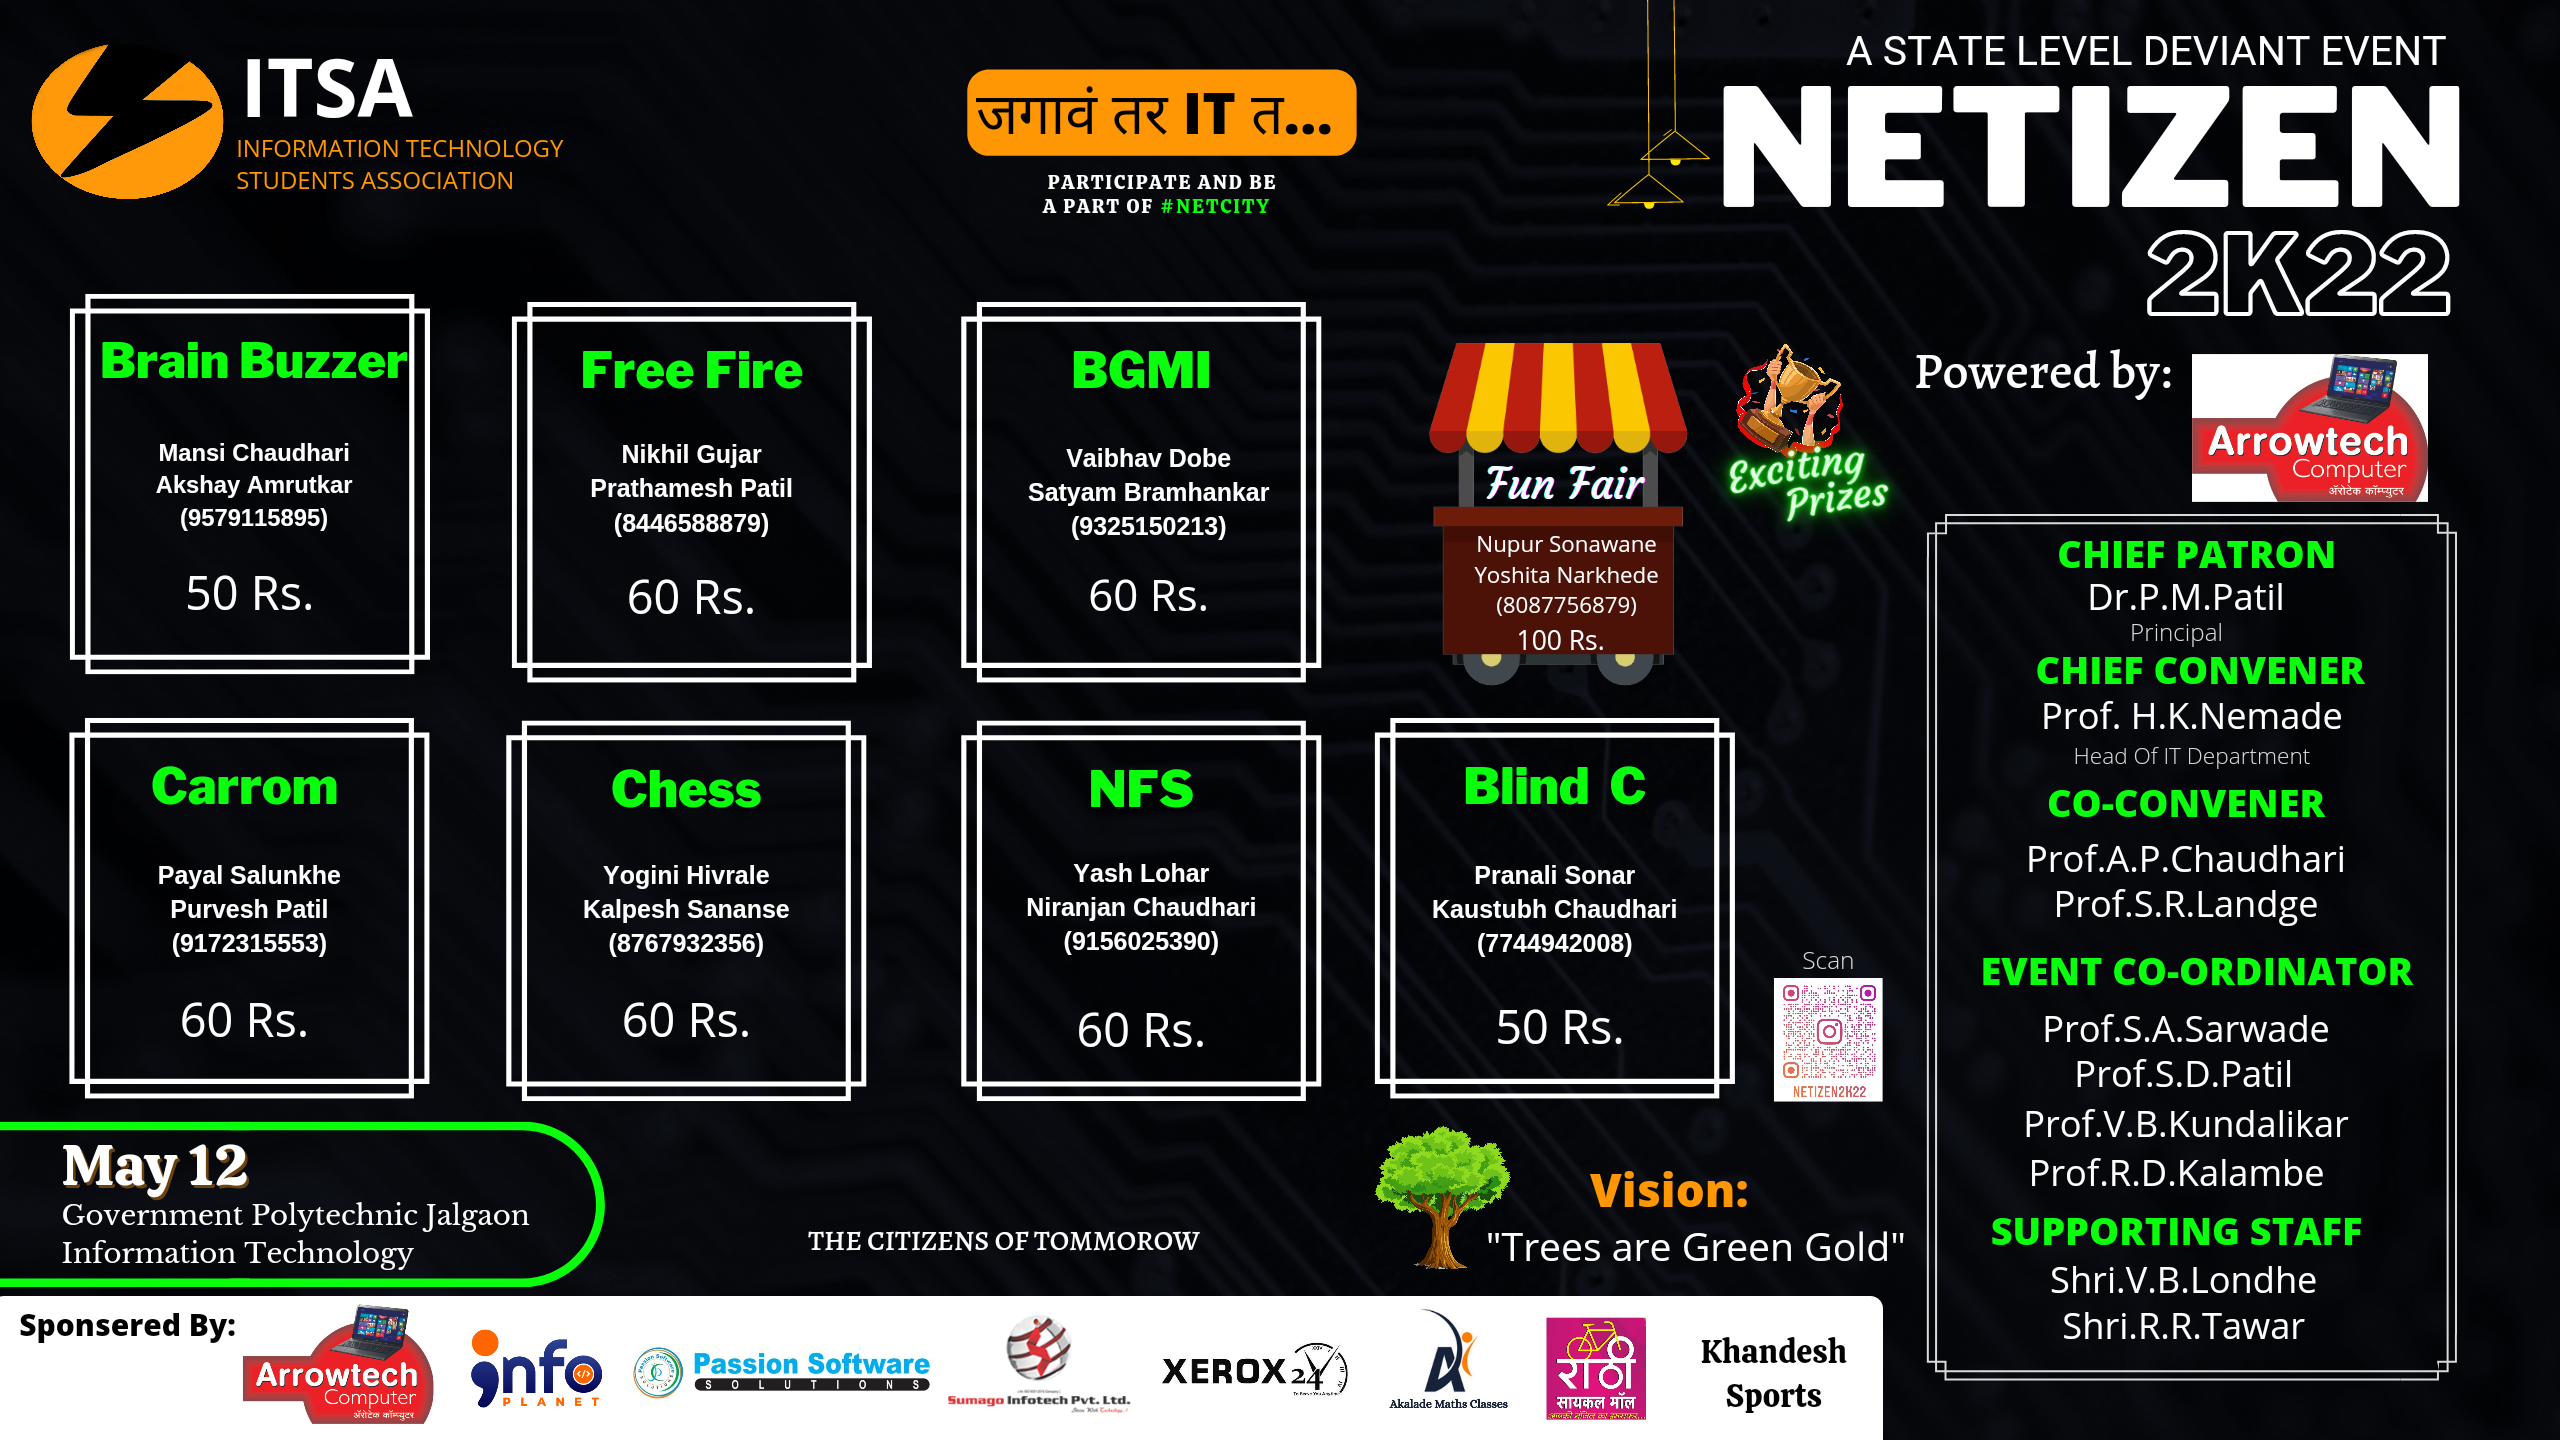 ITSA
INFORMATION TECHNOLOGY
STUDENTS ASSOCIATION
जगावं तर IT त...
PARTICIPATE AND BE
A PART OF #NETCITY
A STATE LEVEL DEVIANT EVENT
NETIZEN
2K22
Powered by:
Arrowtech
Computer
ॲरोटेक कॉम्प्युटर
Brain Buzzer
Mansi Chaudhari
Akshay Amrutkar
(9579115895)
50 Rs.
Free Fire
Nikhil Gujar
Prathamesh Patil
(8446588879)
60 Rs.
BGMI
Vaibhav Dobe
Satyam Bramhankar
(9325150213)
60 Rs.
Fun Fair
Nupur Sonawane
Yoshita Narkhede
(8087756879)
100 Rs.
Exciting
Prizes
Carrom
Payal Salunkhe
Purvesh Patil
(9172315553)
60 Rs.
Chess
Yogini Hivrale
Kalpesh Sananse
(8767932356)
60 Rs.
NFS
Yash Lohar
Niranjan Chaudhari
(9156025390)
60 Rs.
Blind C
Pranali Sonar
Kaustubh Chaudhari
(7744942008)
50 Rs.
Scan
NETIZEN2K22
CHIEF PATRON
Dr.P.M.Patil
Principal
CHIEF CONVENER
Prof. H.K.Nemade
Head Of IT Department
CO-CONVENER
Prof.A.P.Chaudhari
Prof.S.R.Landge
EVENT CO-ORDINATOR
Prof.S.A.Sarwade
Prof.S.D.Patil
Prof.V.B.Kundalikar
Prof.R.D.Kalambe
SUPPORTING STAFF
Shri.V.B.Londhe
Shri.R.R.Tawar
May 12
Government Polytechnic Jalgaon
Information Technology
THE CITIZENS OF TOMMOROW
Vision:
"Trees are Green Gold"
Sponsered By:
Arrowtech
Computer
ॲरोटेक कॉम्प्युटर
info
PLANET
Passion Software
SOLUTIONS
Sumago Infotech Pvt. Ltd.
XEROX 24
Akalade Maths Classes
राठी
सायकल मॉल
Khandesh
Sports